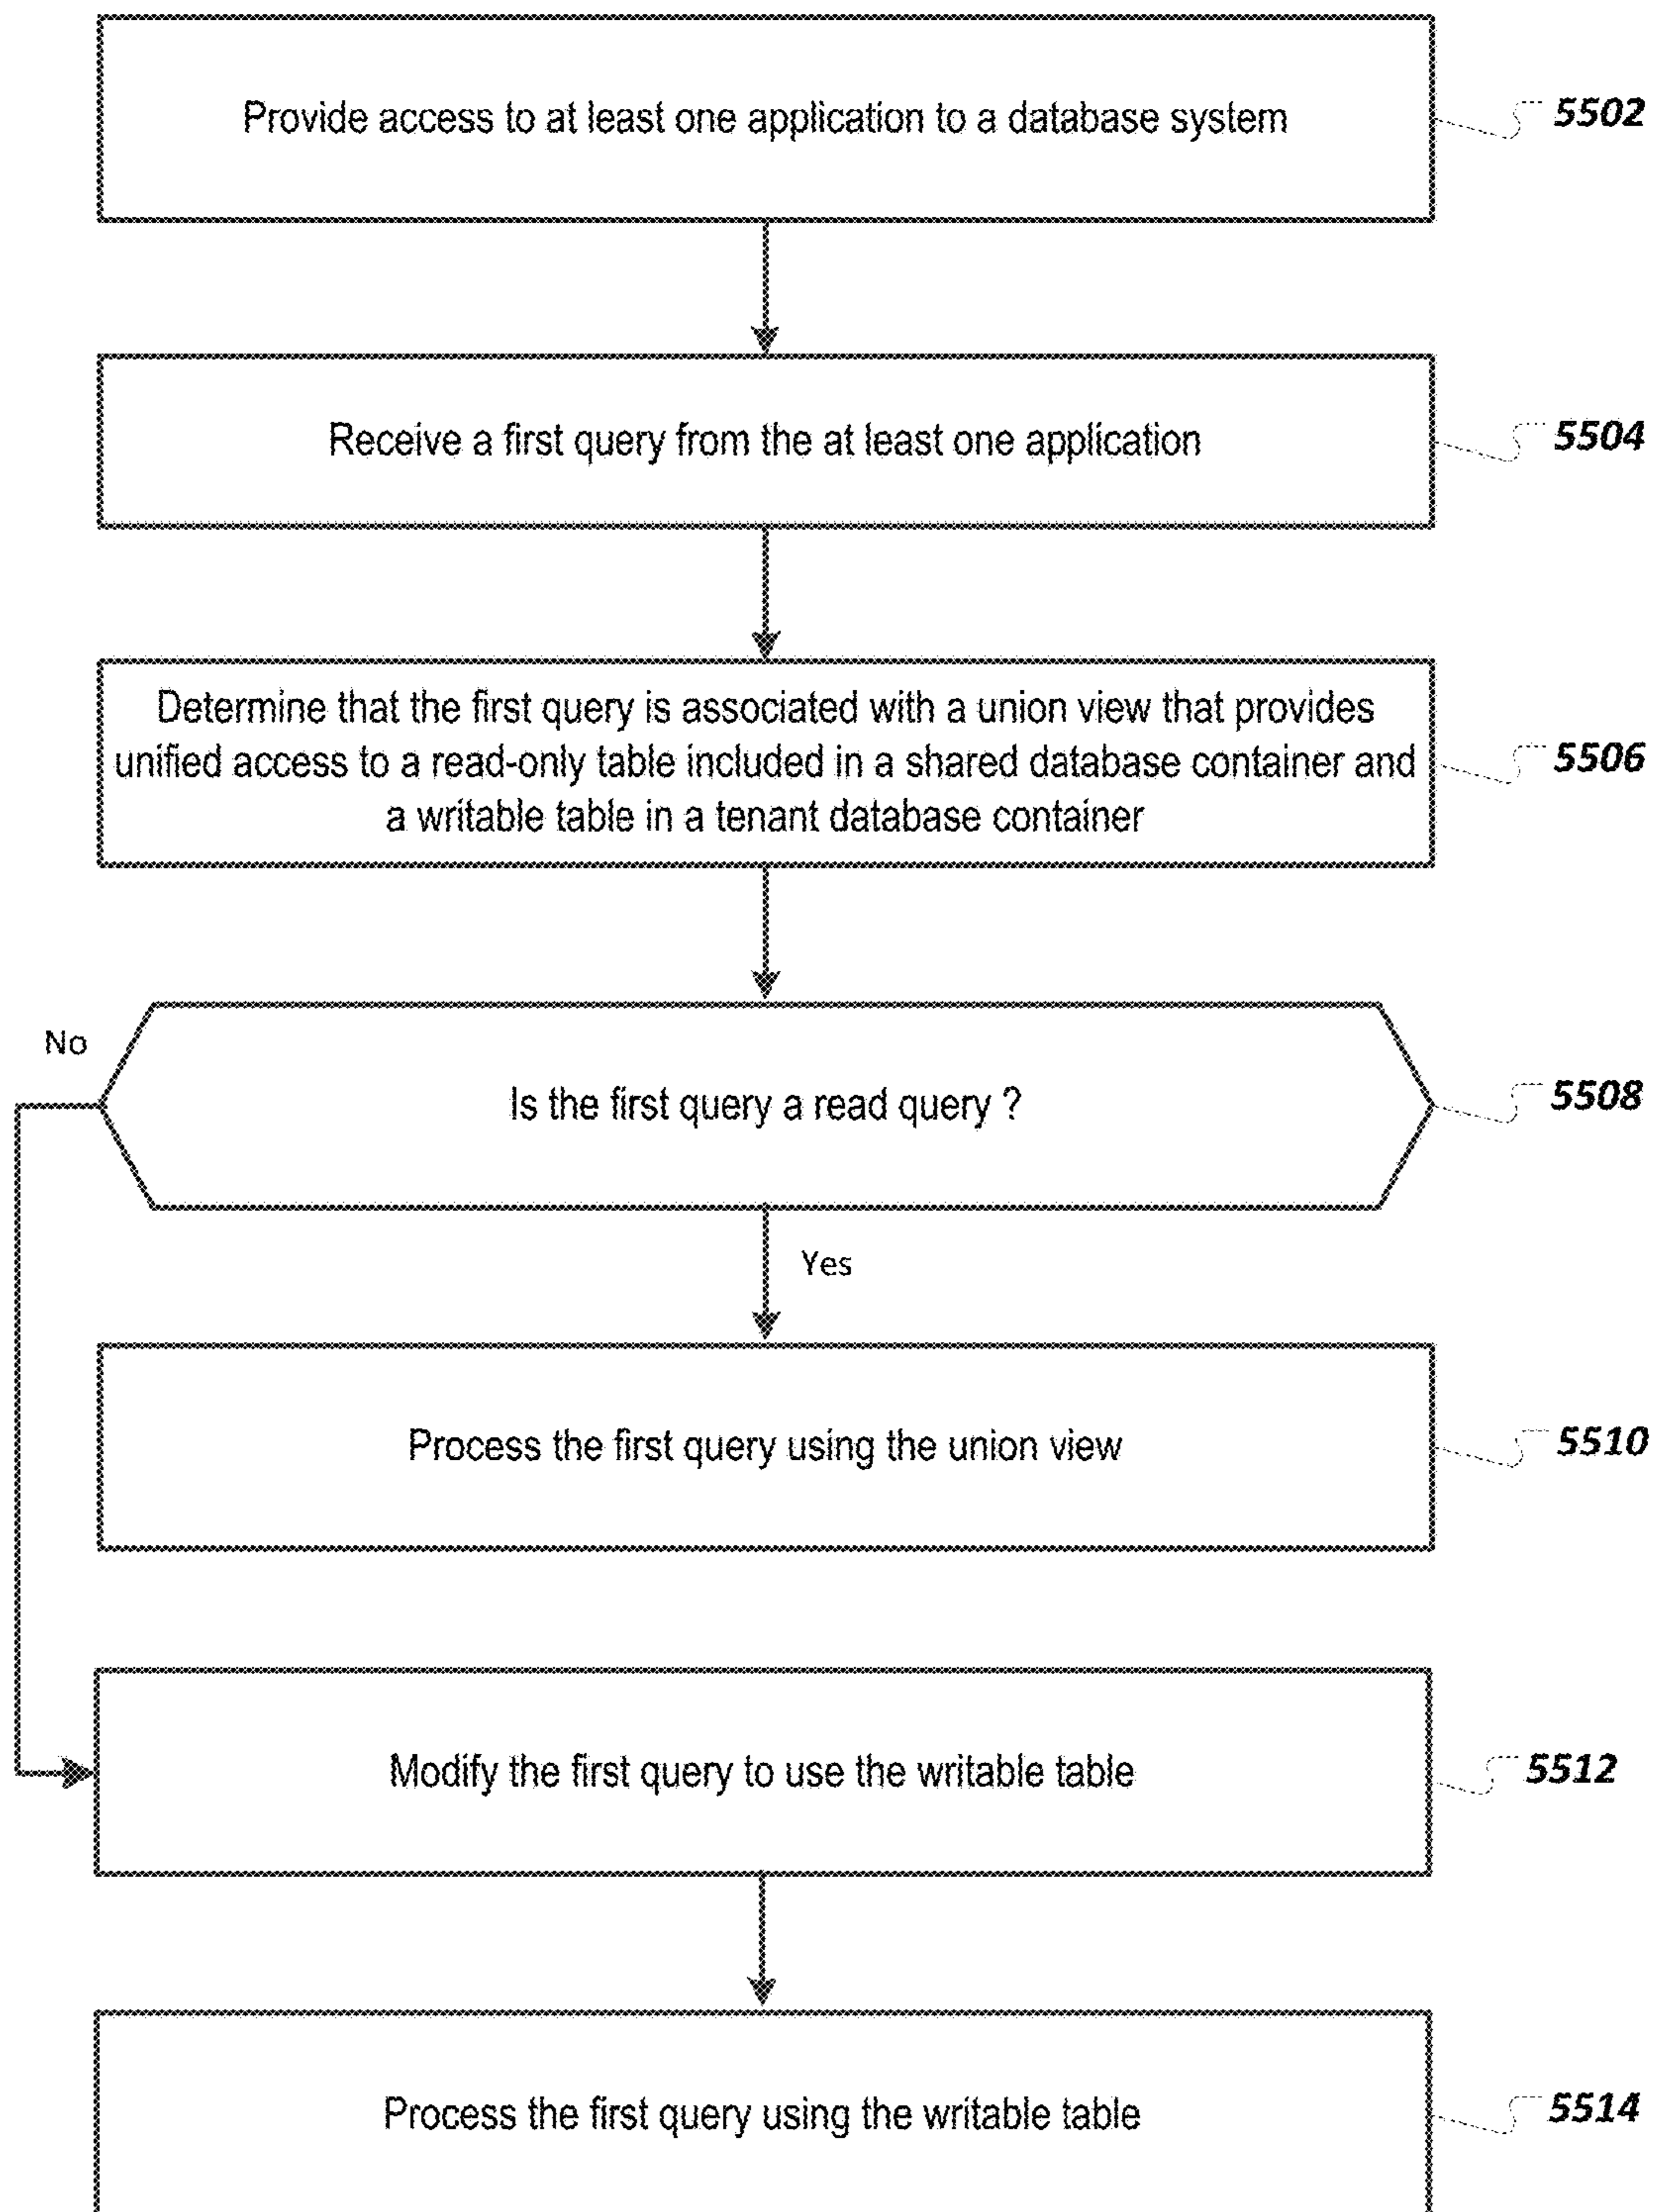 Provide access to at least one application to a database system
5502
Receive a first query from the at least one application
5504
Determine that the first query is associated with a union view that provides
unified access to a read-only table included in a shared database container and
a writable table in a tenant database container
5506
No
Is the first query a read query ?
5508
Yes
Process the first query using the union view
5510
Modify the first query to use the writable table
5512
Process the first query using the writable table
5514